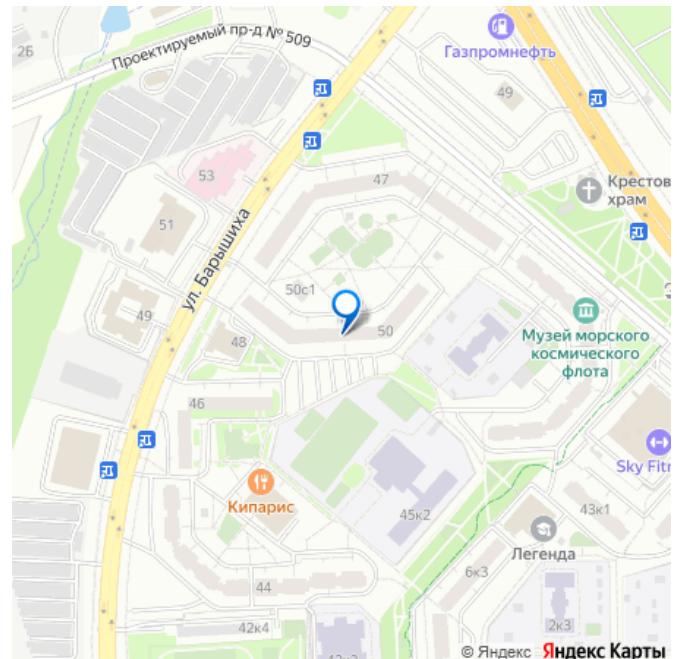 2Б
Проектируемый пр-д № 509
Газпромнефть
49
53
47
Крестов
храм
51
ул. Барышиха
50с1
49
50
48
Музей морского
космического
флота
46
Sky Fitn
Кипарис
45к2
43к1
Легенда
6к3
44
2к3
42к4
© Яндекс Яндекс Карты